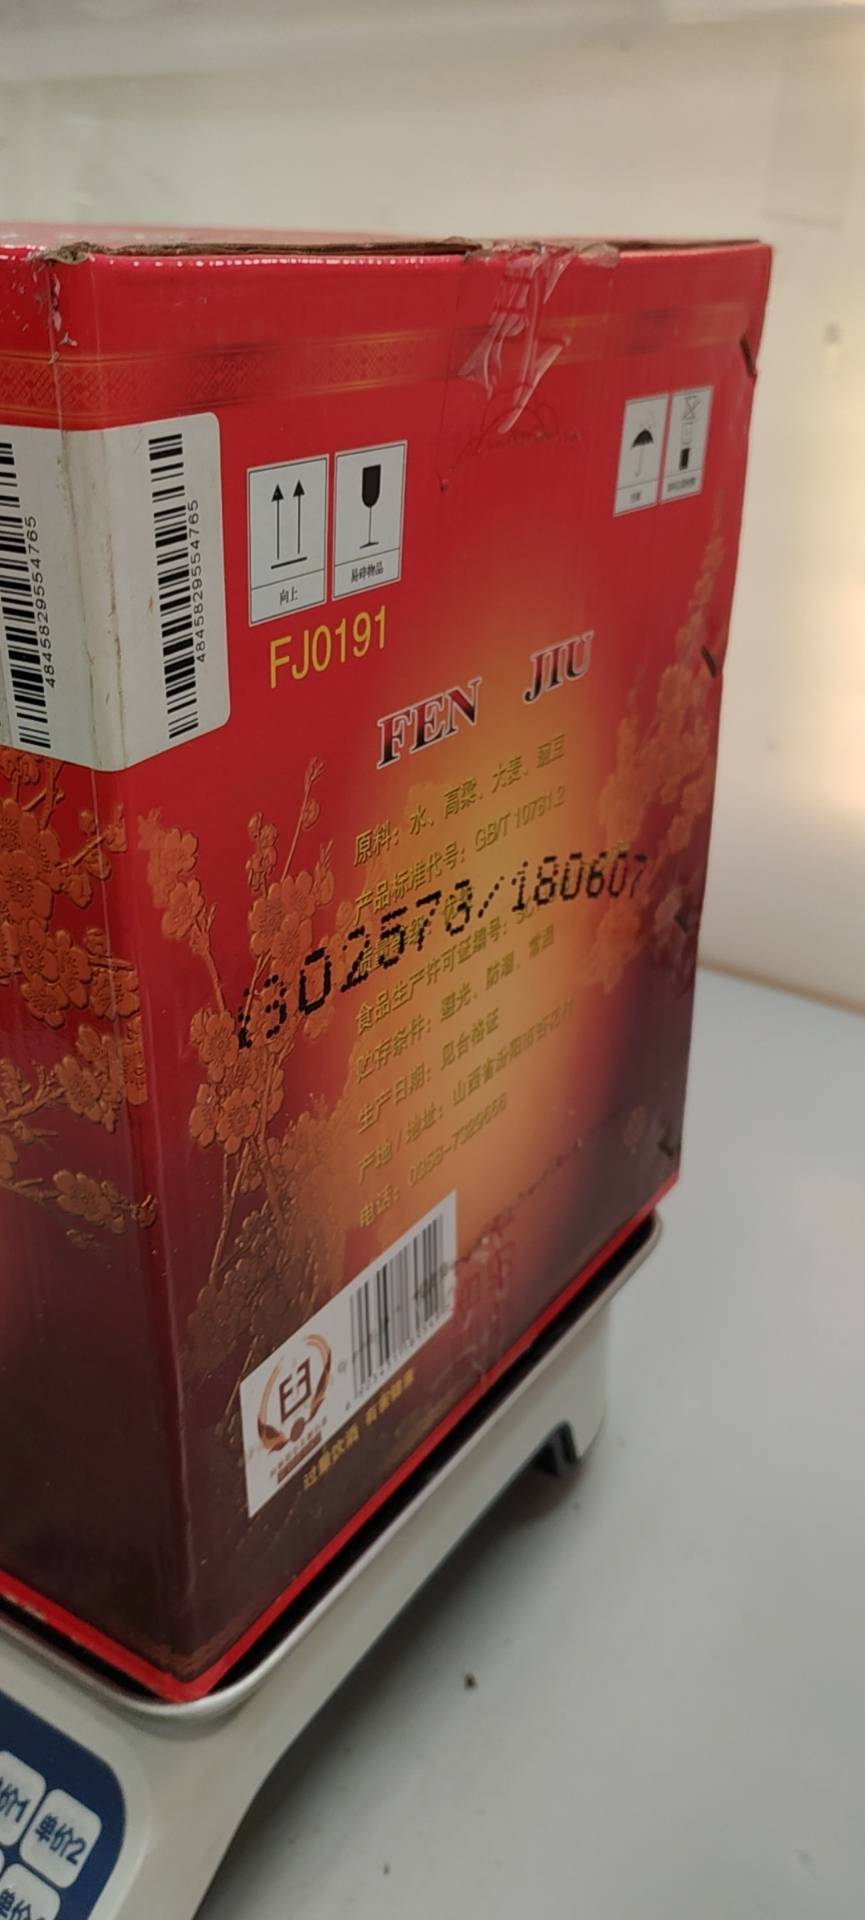 4845829554765
4845829554765
向上
易碎物品
FJ0191
FEN JIU
原料：水、高粱、大麦、豌豆
产品标准代号：GB/T 10781.2
802578/180607
食品生产许可证编号：
贮存条件：避光、防潮、常温
生产日期：见合格证
产地/地址：山西省汾阳市杏花村
电话：0358-7329666
过量饮酒 有害健康
单价1
单价2